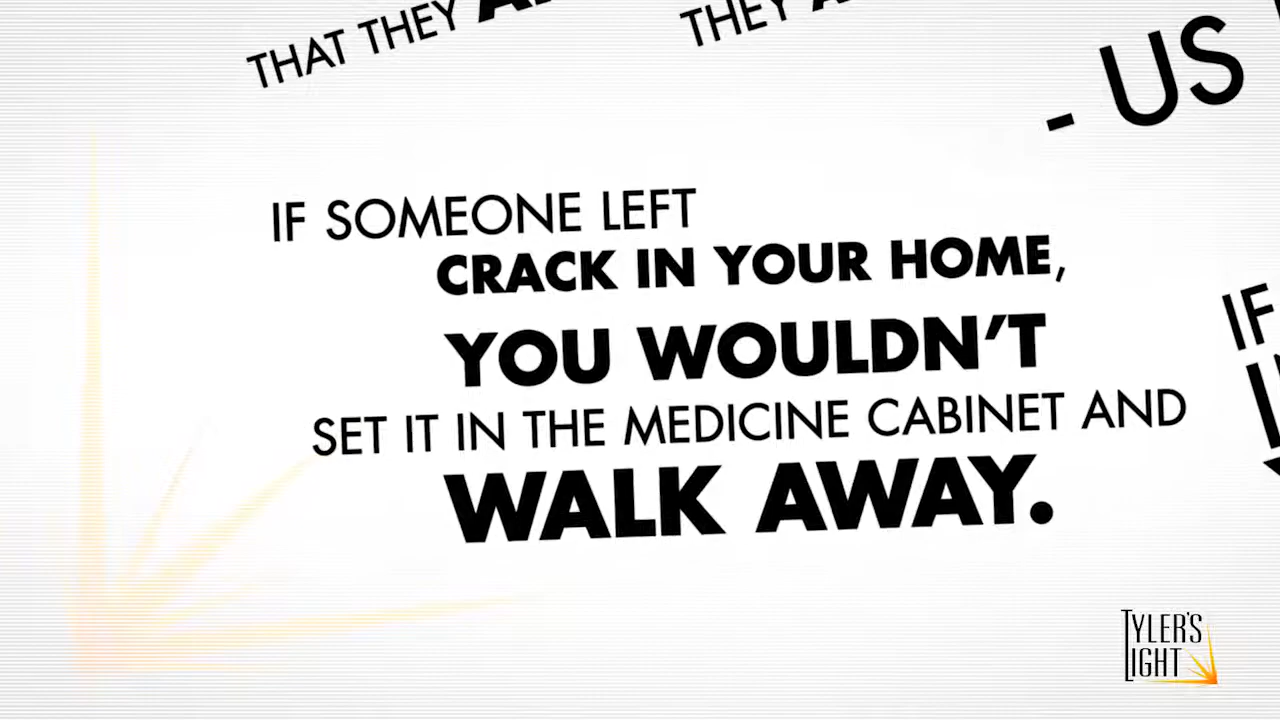 THAT THEY
THEY
- US
IF SOMEONE LEFT
CRACK IN YOUR HOME,
YOU WOULDN'T
SET IT IN THE MEDICINE CABINET AND
WALK AWAY.
IF
TYLER'S
LIGHT